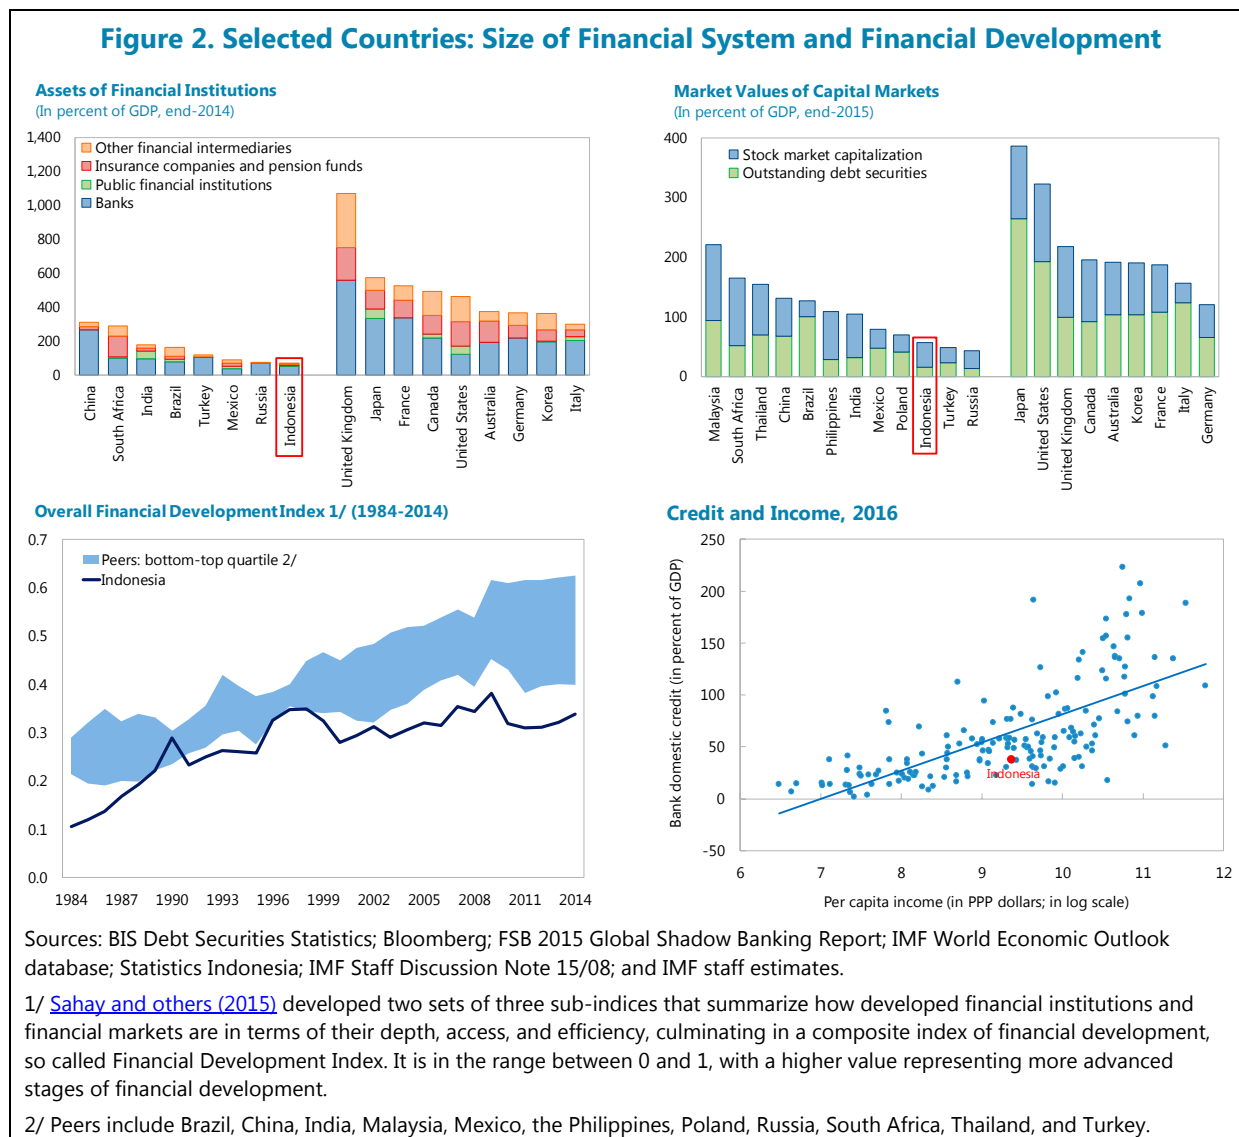 Figure 2. Selected Countries: Size of Financial System and Financial Development
Assets of Financial Institutions
(In percent of GDP, end-2014)
1,400
1,200
1,000
800
600
400
200
0
Other financial intermediaries
Insurance companies and pension funds
Public financial institutions
Banks
China
South Africa
India
Brazil
Turkey
Mexico
Russia
Indonesia
United Kingdom
Japan
France
Canada
United States
Australia
Germany
Korea
Italy
Market Values of Capital Markets
(In percent of GDP, end-2015)
400
300
200
100
0
Stock market capitalization
Outstanding debt securities
Malaysia
South Africa
Thailand
China
Brazil
Philippines
India
Mexico
Poland
Indonesia
Turkey
Russia
Japan
United States
United Kingdom
Canada
Australia
Korea
France
Italy
Germany
Overall Financial Development Index 1/ (1984-2014)
0.7
0.6
0.5
0.4
0.3
0.2
0.1
0.0
Peers: bottom-top quartile 2/
Indonesia
1984 1987 1990 1993 1996 1999 2002 2005 2008 2011 2014
Credit and Income, 2016
Bank domestic credit (in percent of GDP)
250
200
150
100
50
0
-50
Indonesia
6 7 8 9 10 11 12
Per capita income (in PPP dollars; in log scale)
Sources: BIS Debt Securities Statistics; Bloomberg; FSB 2015 Global Shadow Banking Report; IMF World Economic Outlook
database; Statistics Indonesia; IMF Staff Discussion Note 15/08; and IMF staff estimates.
1/ Sahay and others (2015) developed two sets of three sub-indices that summarize how developed financial institutions and
financial markets are in terms of their depth, access, and efficiency, culminating in a composite index of financial development,
so called Financial Development Index. It is in the range between 0 and 1, with a higher value representing more advanced
stages of financial development.
2/ Peers include Brazil, China, India, Malaysia, Mexico, the Philippines, Poland, Russia, South Africa, Thailand, and Turkey.